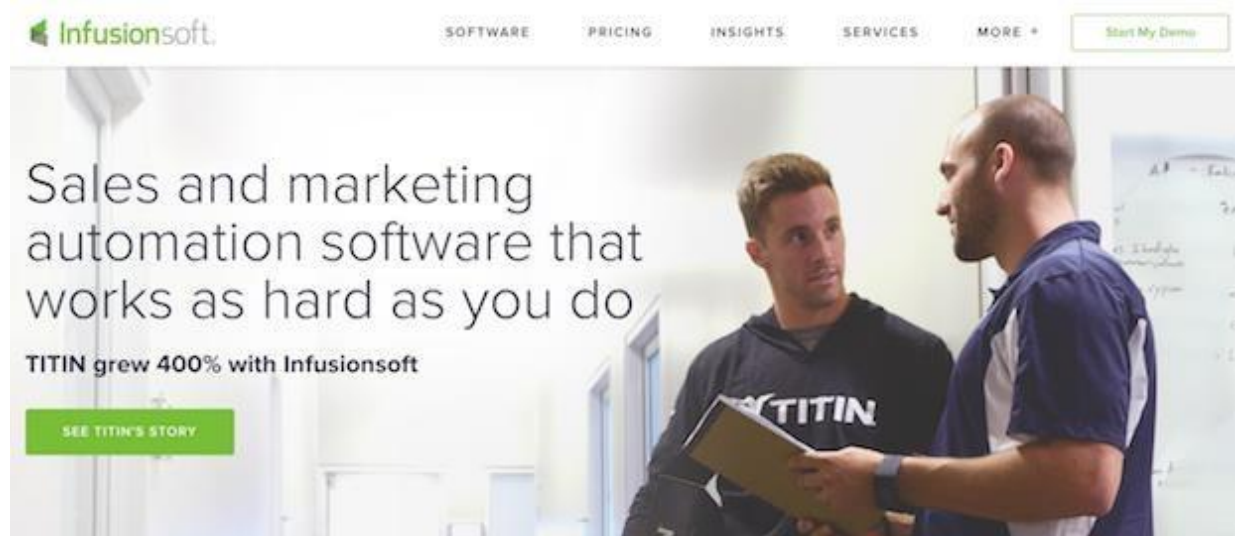 Infusionsoft.
SOFTWARE
PRICING
INSIGHTS
SERVICES
MORE +
Start My Demo
Sales and marketing
automation software that
works as hard as you do
TITIN grew 400% with Infusionsoft
SEE TITIN'S STORY
TITIN